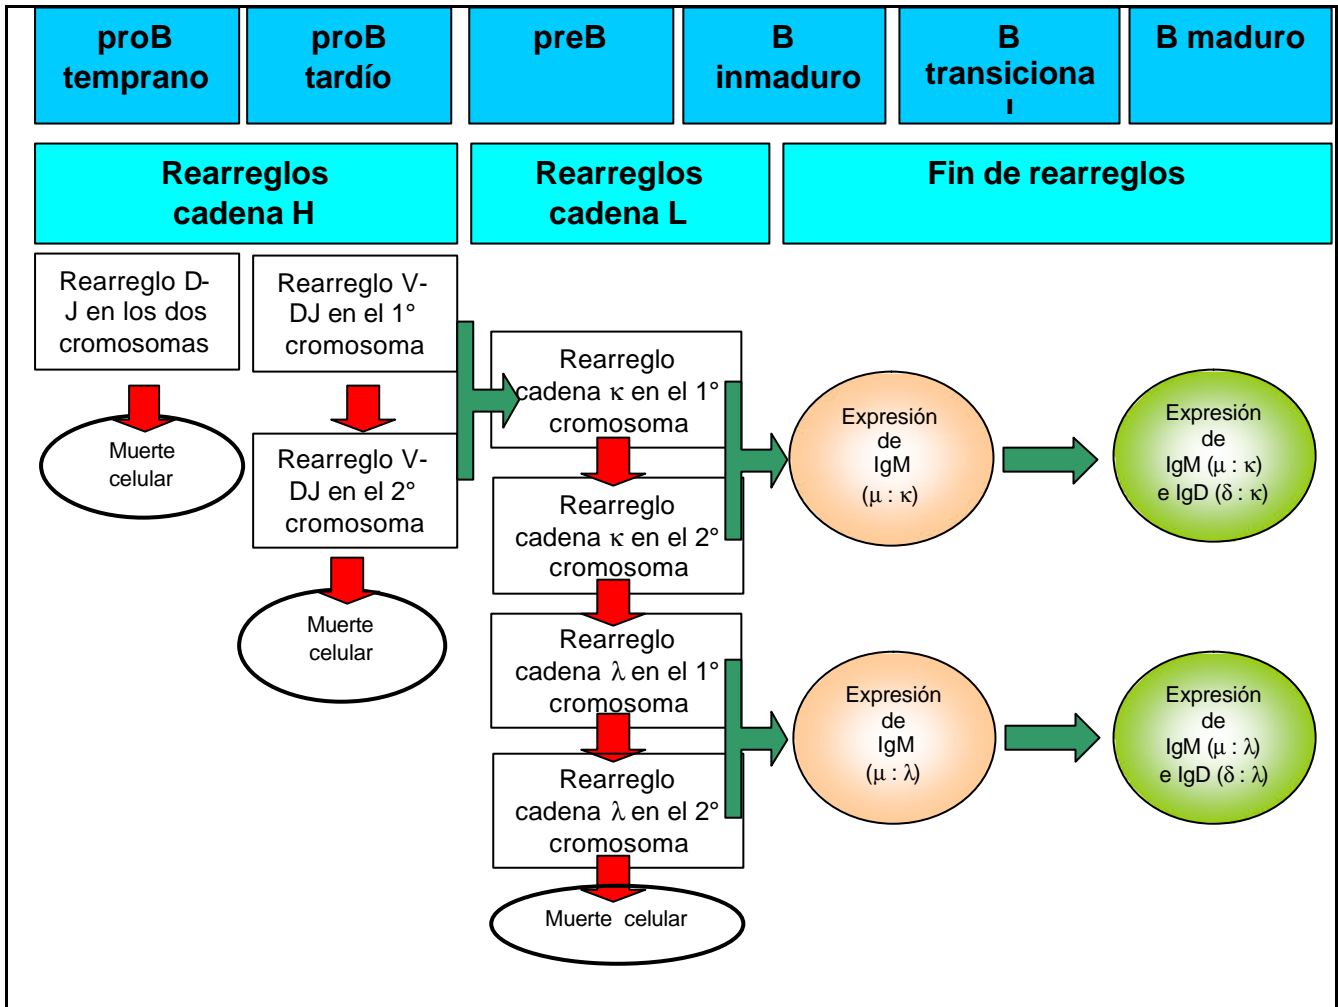 proB
temprano
proB
tardío
preB
B
inmaduro
B
transiciona
l
B maduro
Rearreglos
cadena H
Rearreglos
cadena L
Fin de rearreglos
Rearreglo D-
J en los dos
cromosomas
Muerte
celular
Rearreglo V-
DJ en el 1°
cromosoma
Rearreglo V-
DJ en el 2°
cromosoma
Muerte
celular
Rearreglo
cadena κ en el 1°
cromosoma
Rearreglo
cadena κ en el 2°
cromosoma
Rearreglo
cadena λ en el 1°
cromosoma
Rearreglo
cadena λ en el 2°
cromosoma
Muerte celular
Expresión
de
IgM
(μ : κ)
Expresión
de
IgM (μ : κ)
e IgD (δ : κ)
Expresión
de
IgM
(μ : λ)
Expresión
de
IgM (μ : λ)
e IgD (δ : λ)